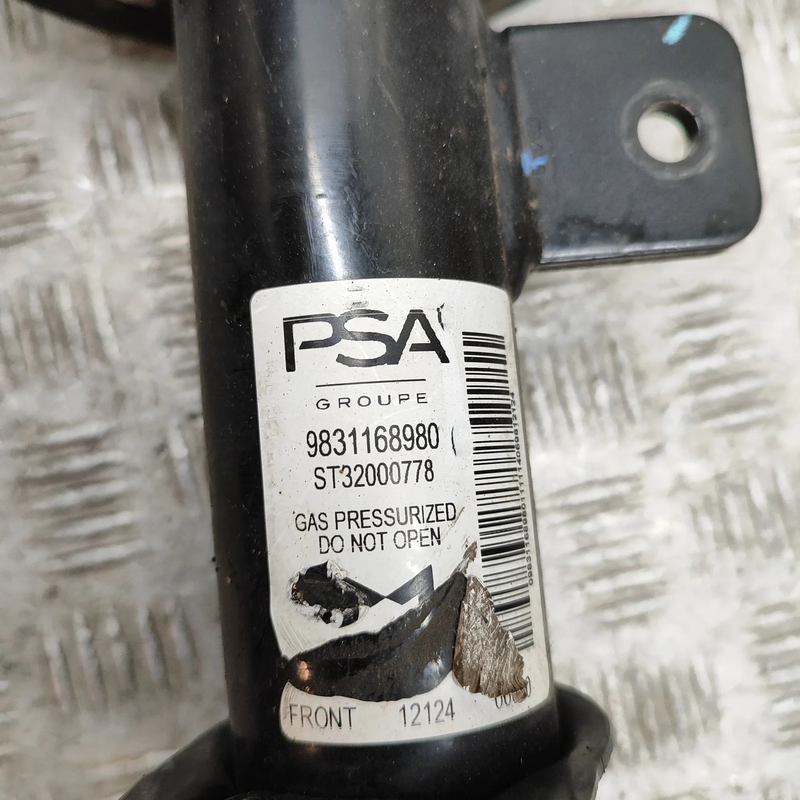 PSA
GROUPE
9831168980 (
ST32000778
GAS PRESSURIZED
DO NOT OPEN
FRONT 12124